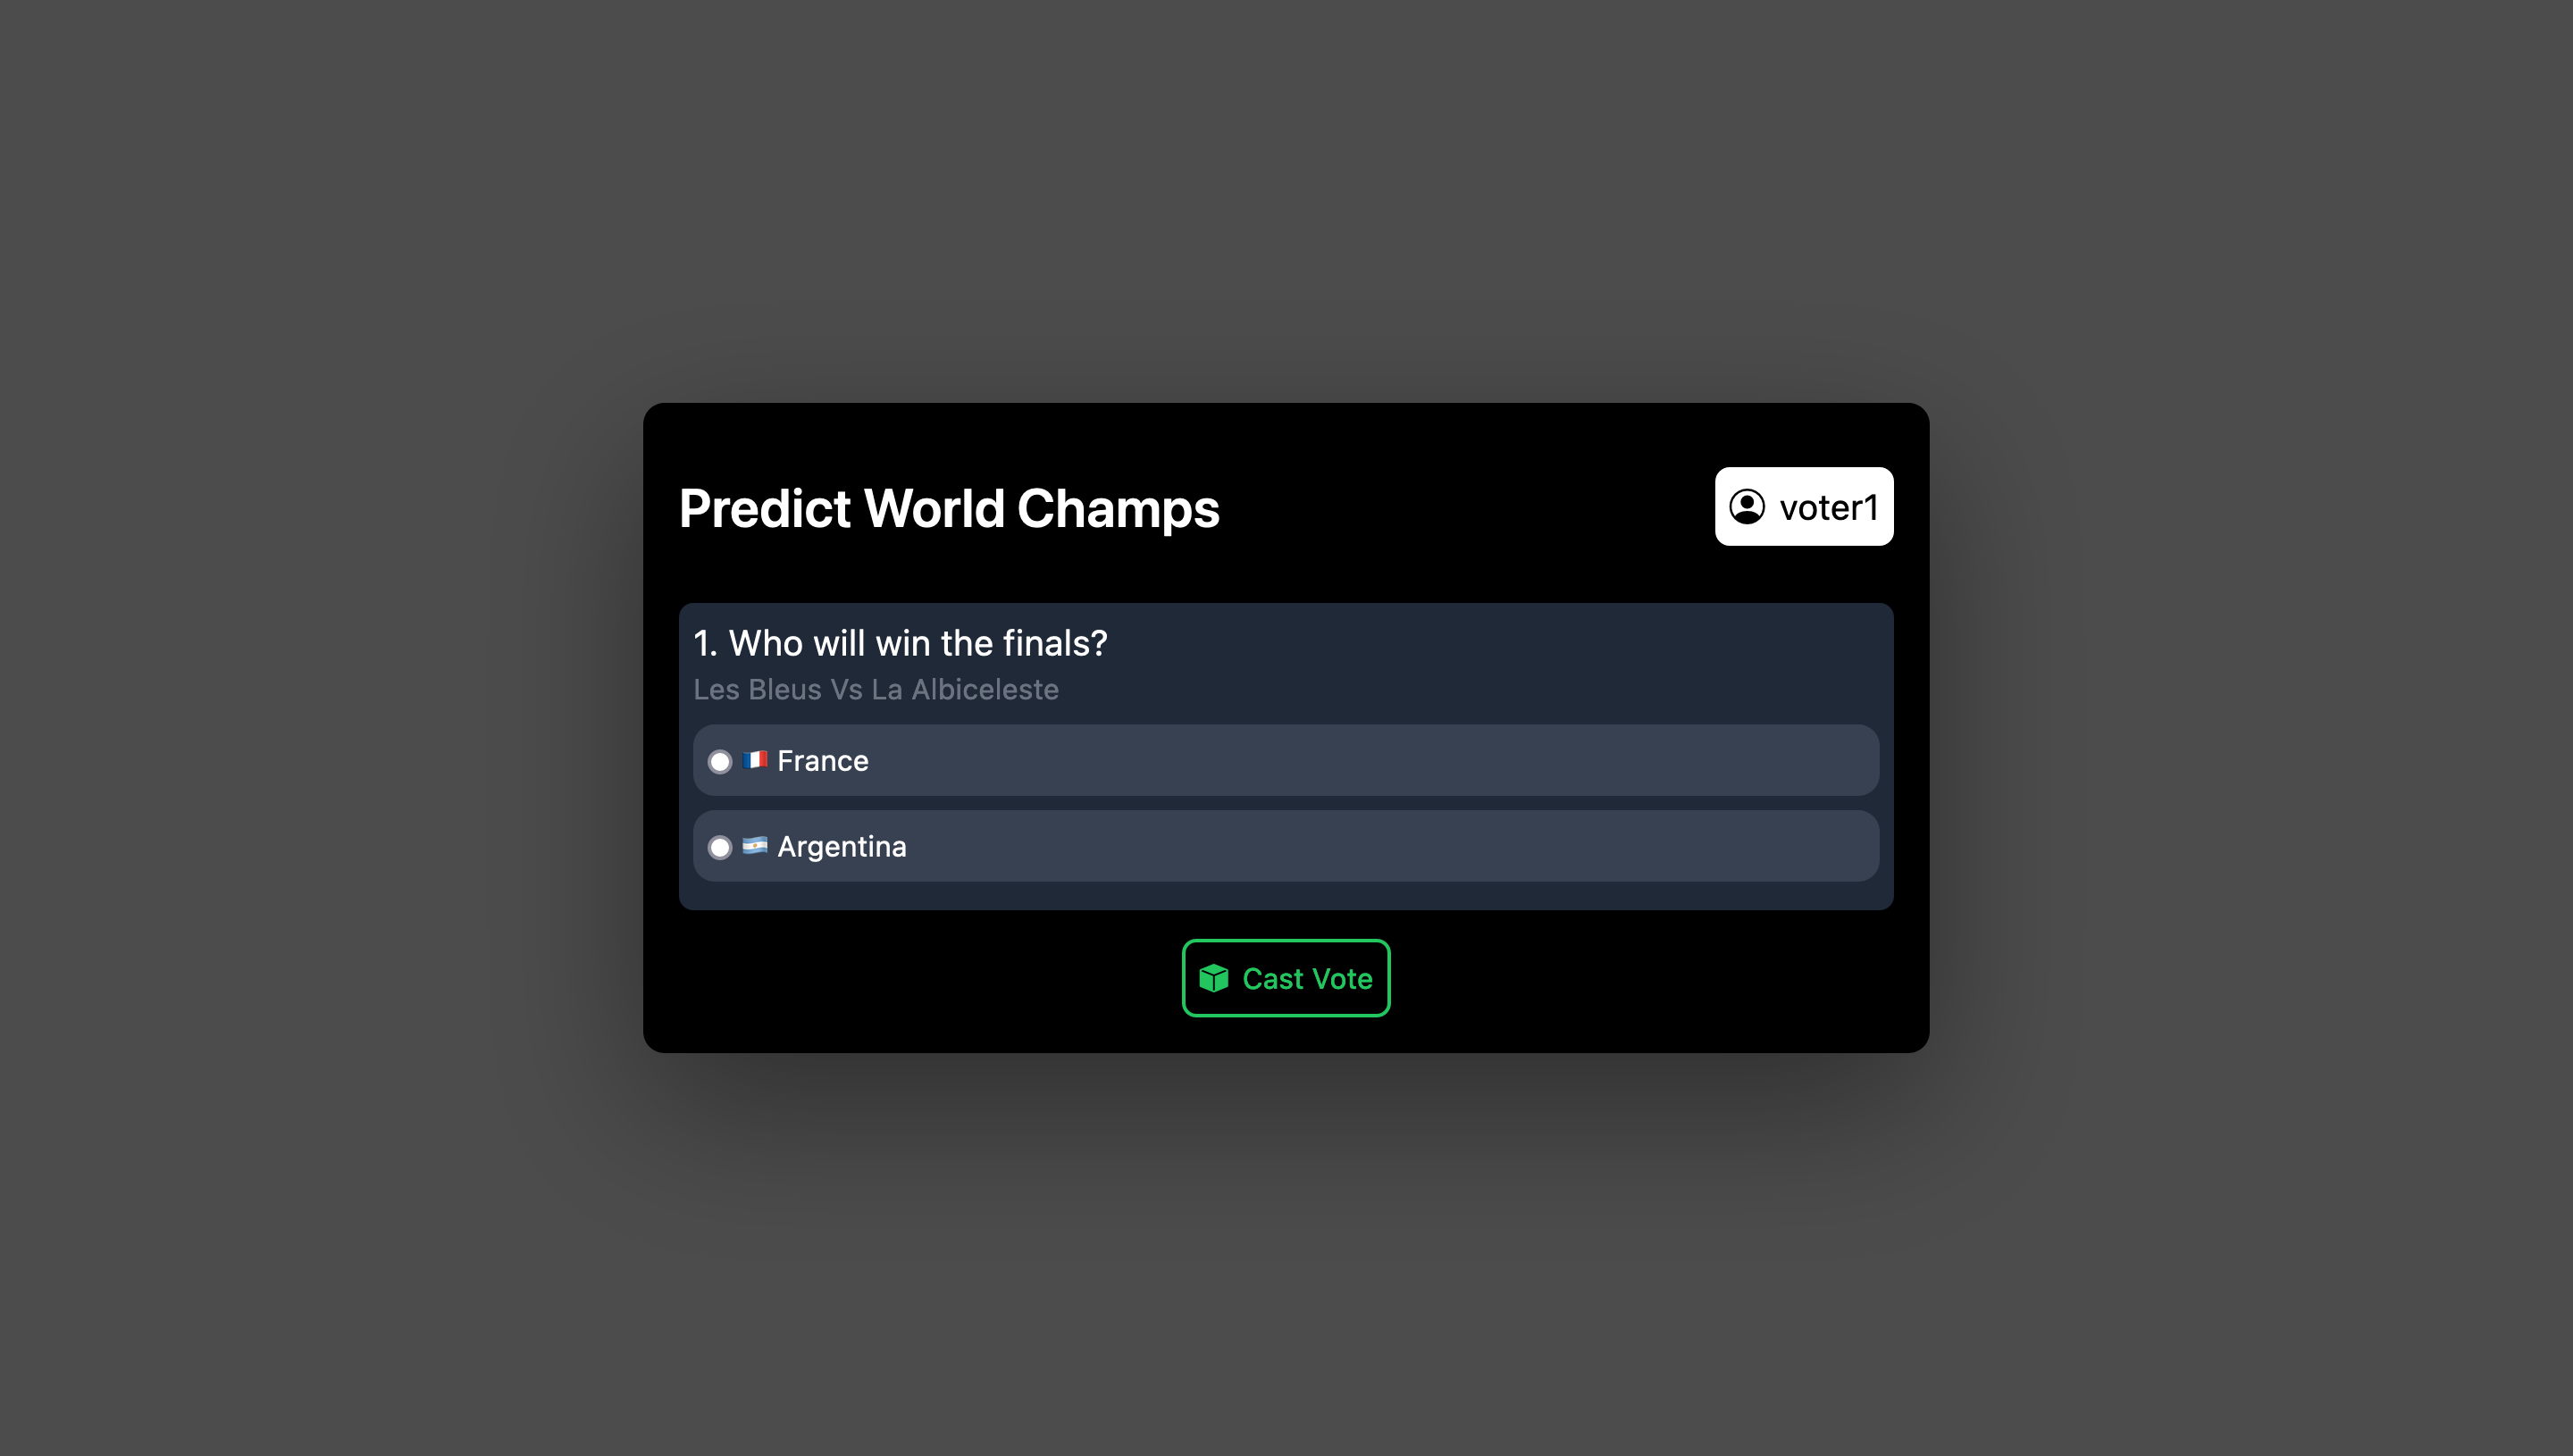 Predict World Champs
voter1
1. Who will win the finals?
Les Bleus Vs La Albiceleste
🇫🇷 France
🇦🇷 Argentina
Cast Vote